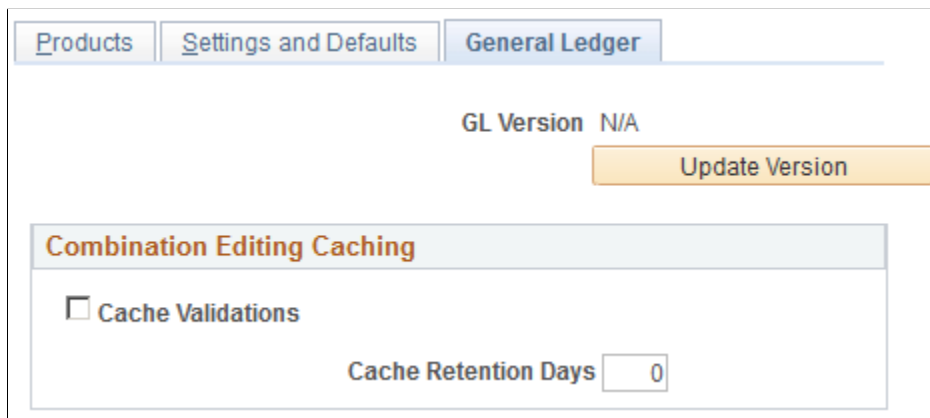 Products Settings and Defaults General Ledger
GL Version N/A
Update Version
Combination Editing Caching
Cache Validations
Cache Retention Days 0